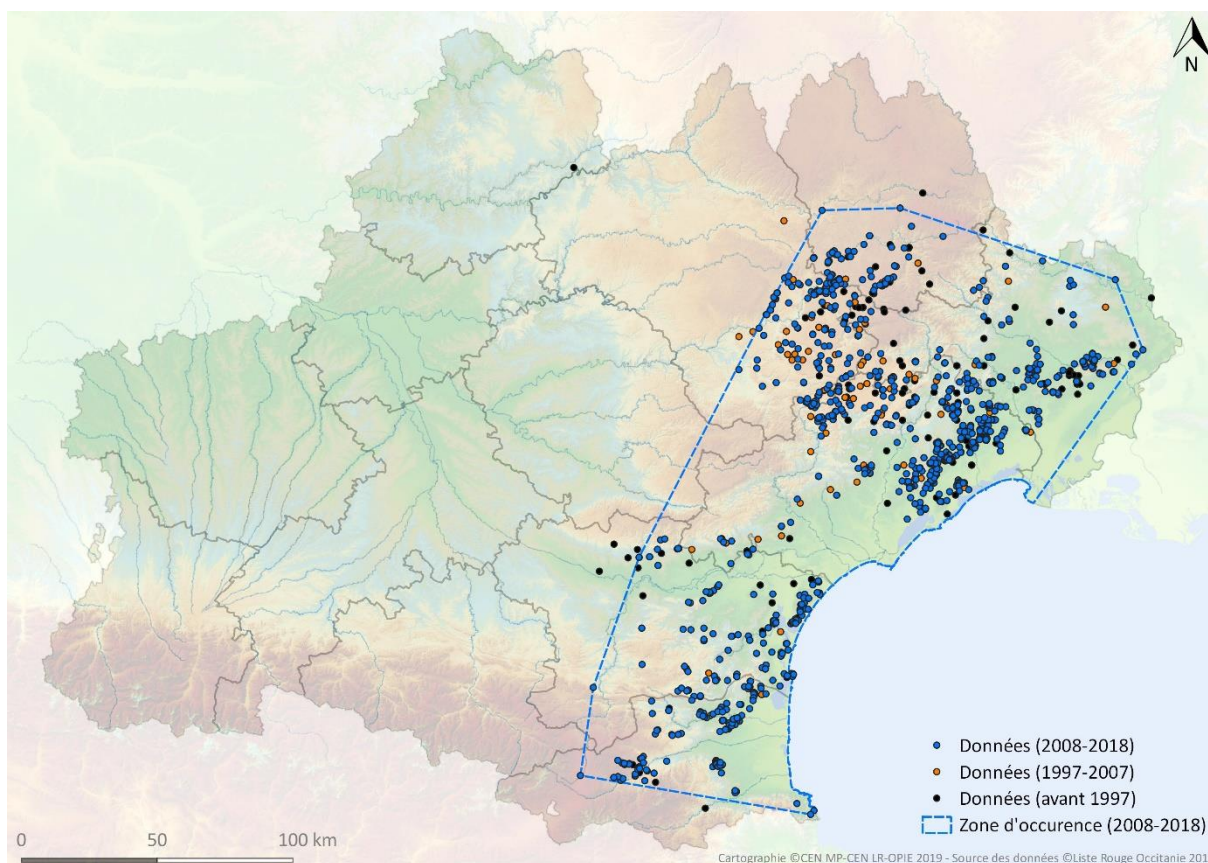 N
Données (2008-2018)
Données (1997-2007)
Données (avant 1997)
Zone d'occurence (2008-2018)
0 50 100 km
Cartographie ©CEN MP-CEN LR-OPIE 2019 - Source des données ©Liste Rouge Occitanie 201